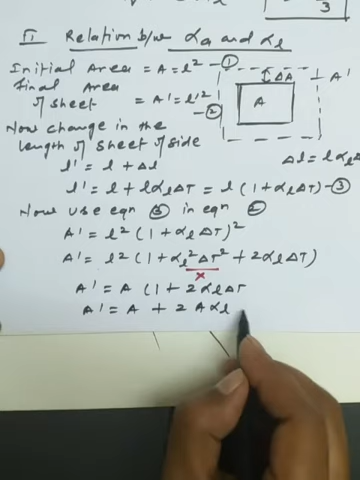 3
II Relation b/w αa and αl
Initial Area = A = l² - ①
Final Area
of sheet = A' = l'² - ②
ΔA A'
A
Now change in the
length of sheet of side
l' = l + Δl
Δl = l αl Δ
l' = l + lαlΔT = l (1 + αlΔT) - ③
Now use eqn ③ in eqn ②
A' = l² (1 + αlΔT)²
A' = l² (1 + αl²ΔT² + 2αlΔT)
×
A' = A (1 + 2αlΔT
A' = A + 2Aαl